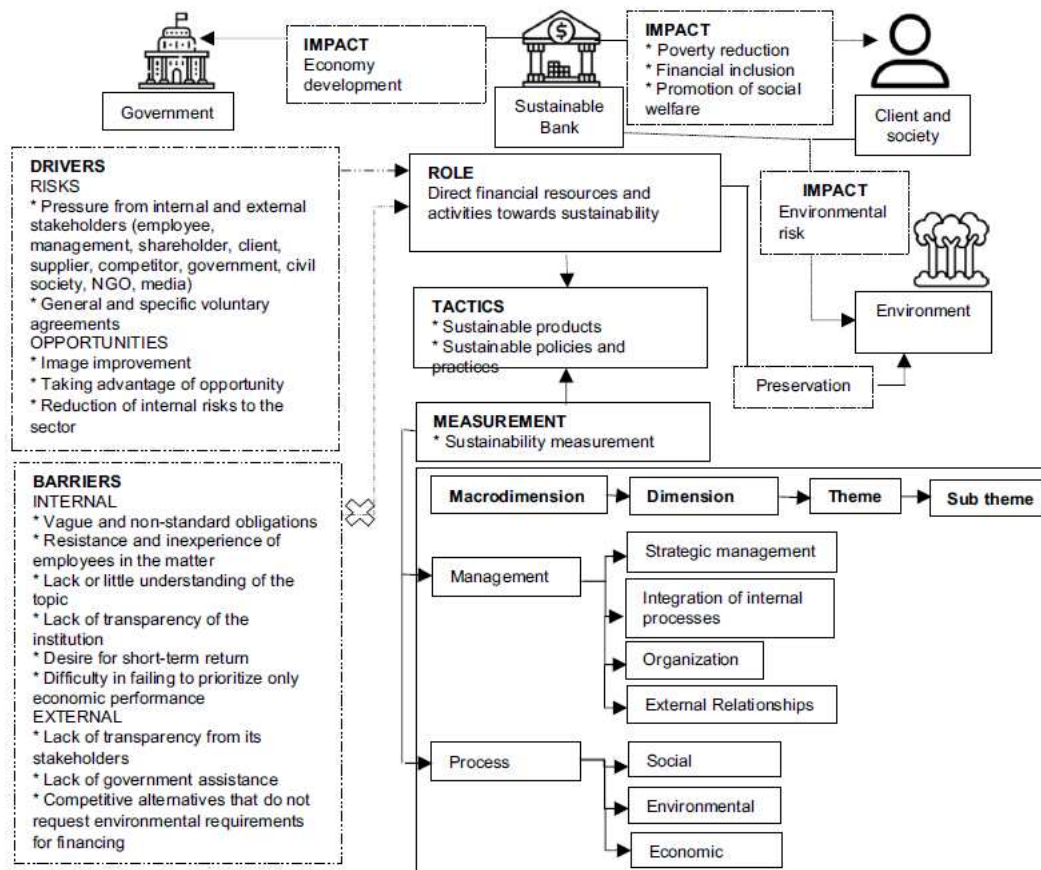 IMPACT
Economy
development
IMPACT
* Poverty reduction
* Financial inclusion
* Promotion of social
welfare
Government
Sustainable
Bank
Client and
society
DRIVERS
RISKS
* Pressure from internal and external
stakeholders (employee,
management, shareholder, client,
supplier, competitor, government, civil
society, NGO, media)
* General and specific voluntary
agreements
OPPORTUNITIES
* Image improvement
* Taking advantage of opportunity
* Reduction of internal risks to the
sector
ROLE
Direct financial resources and
activities towards sustainability
IMPACT
Environmental
risk
Environment
TACTICS
* Sustainable products
* Sustainable policies and
practices
Preservation
MEASUREMENT
* Sustainability measurement
BARRIERS
INTERNAL
* Vague and non-standard obligations
* Resistance and inexperience of
employees in the matter
* Lack or little understanding of the
topic
* Lack of transparency of the
institution
* Desire for short-term return
* Difficulty in failing to prioritize only
economic performance
EXTERNAL
* Lack of transparency from its
stakeholders
* Lack of government assistance
* Competitive alternatives that do not
request environmental requirements
for financing
Macrodimension
Dimension
Theme
Sub theme
Management
Strategic management
Integration of internal
processes
Organization
External Relationships
Process
Social
Environmental
Economic